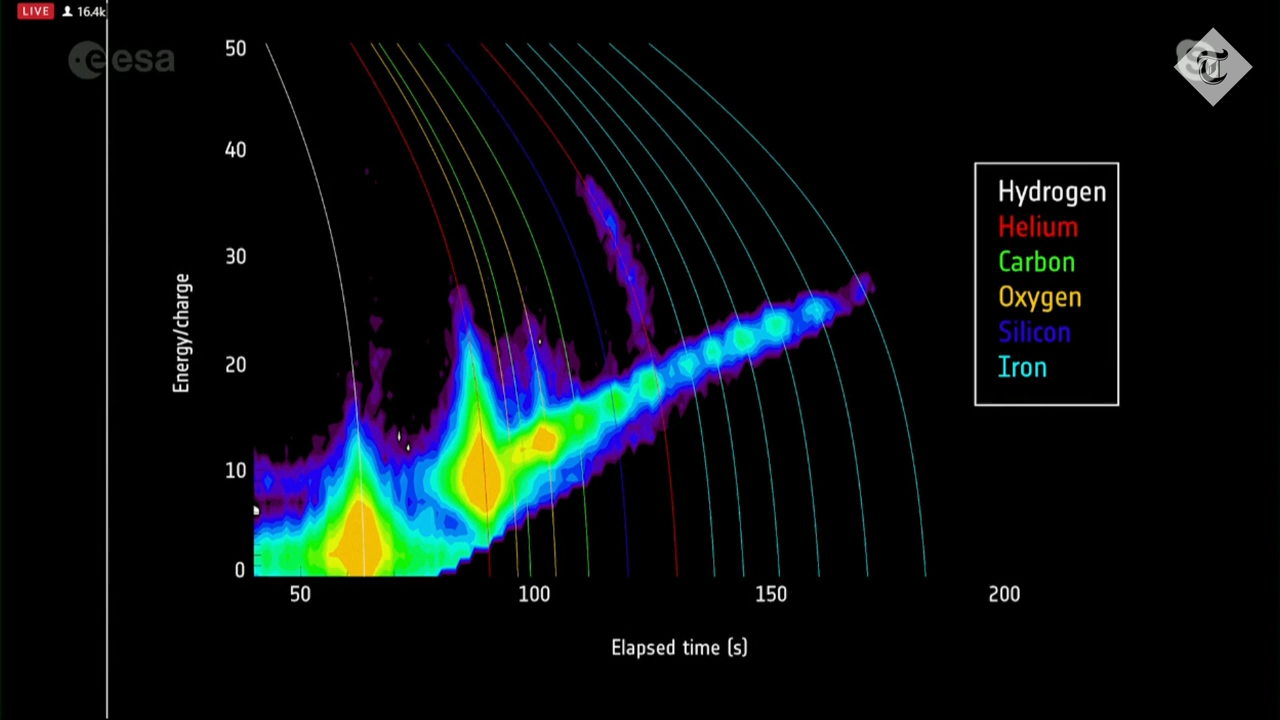 LIVE 16.4k
esa
T
50
40
30
20
10
0
Energy/charge
50 100 150 200
Elapsed time (s)
Hydrogen
Helium
Carbon
Oxygen
Silicon
Iron